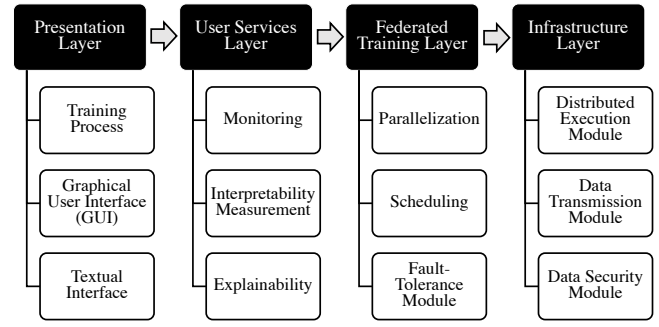 Presentation
Layer
User Services
Layer
Federated
Training Layer
Infrastructure
Layer
Training
Process
Graphical
User Interface
(GUI)
Textual
Interface
Monitoring
Interpretability
Measurement
Explainability
Parallelization
Scheduling
Fault-
Tolerance
Module
Distributed
Execution
Module
Data
Transmission
Module
Data Security
Module